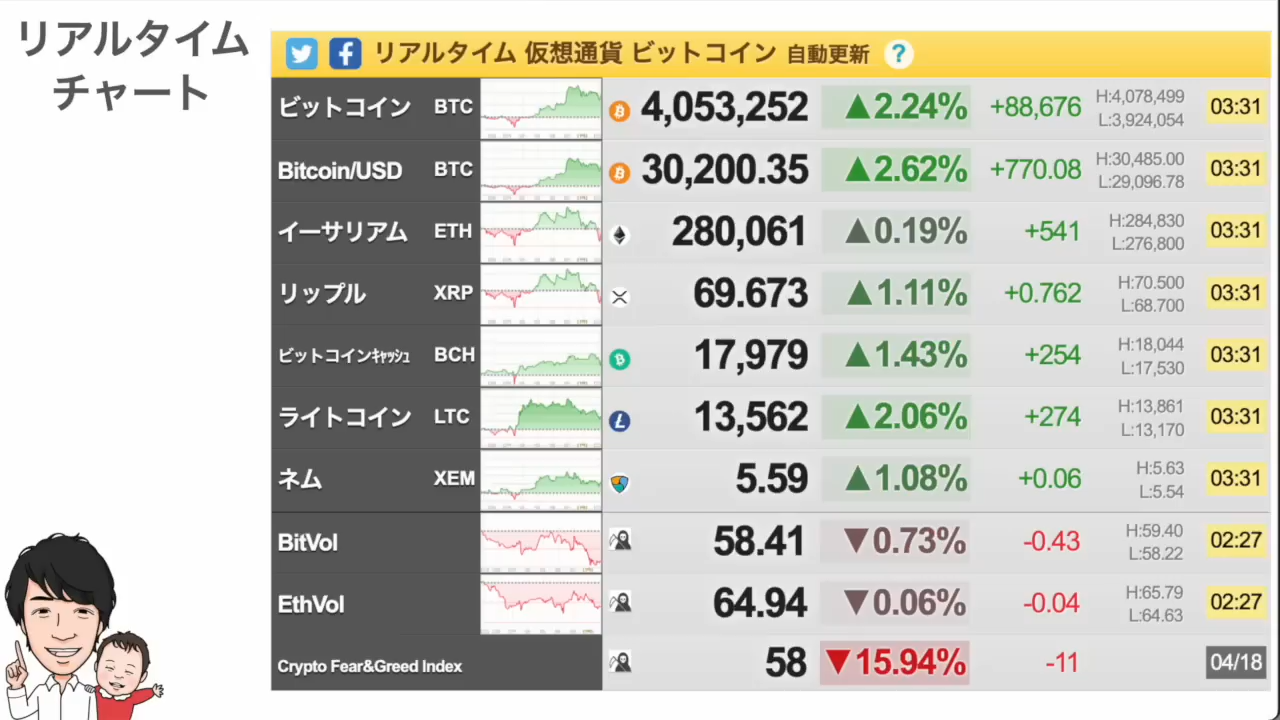 リアルタイム
チャート
リアルタイム 仮想通貨 ビットコイン 自動更新 ?
ビットコイン BTC 4,053,252 ▲2.24% +88,676 H:4,078,499 L:3,924,054 03:31
Bitcoin/USD BTC 30,200.35 ▲2.62% +770.08 H:30,485.00 L:29,096.78 03:31
イーサリアム ETH 280,061 ▲0.19% +541 H:284,830 L:276,800 03:31
リップル XRP 69.673 ▲1.11% +0.762 H:70.500 L:68.700 03:31
ビットコインｷｬｯｼｭ BCH 17,979 ▲1.43% +254 H:18,044 L:17,530 03:31
ライトコイン LTC 13,562 ▲2.06% +274 H:13,861 L:13,170 03:31
ネム XEM 5.59 ▲1.08% +0.06 H:5.63 L:5.54 03:31
BitVol 58.41 ▼0.73% -0.43 H:59.40 L:58.22 02:27
EthVol 64.94 ▼0.06% -0.04 H:65.79 L:64.63 02:27
Crypto Fear&Greed Index 58 ▼15.94% -11 04/18